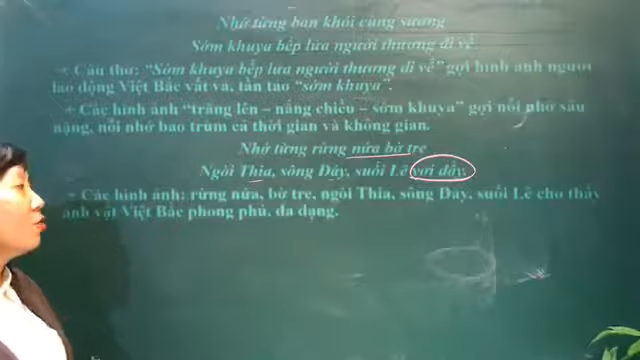 Nhớ từng bản khói cùng sương
Sớm khuya bếp lửa người thương đi về
+ Câu thơ: “Sớm khuya bếp lửa người thương đi về” gợi hình ảnh người
lao động Việt Bắc vất vả, tần tảo “sớm khuya”.
+ Các hình ảnh “trăng lên – nắng chiều – sớm khuya” gợi nỗi nhớ sâu
nặng, nỗi nhớ bao trùm cả thời gian và không gian.
Nhớ từng rừng nứa bờ tre
Ngòi Thia, sông Đáy, suối Lê vơi đầy.
+ Các hình ảnh: rừng nứa, bờ tre, ngòi Thia, sông Đáy, suối Lê cho thấy
cảnh vật Việt Bắc phong phú, đa dạng.